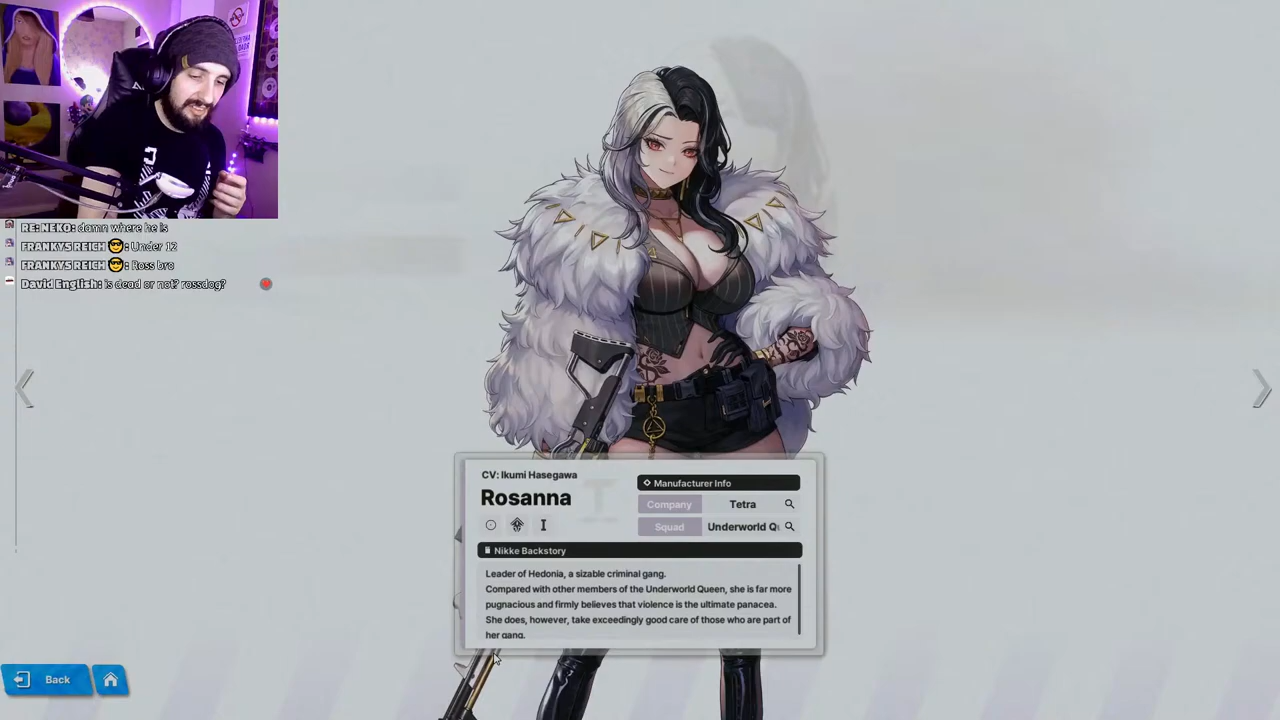 RE: NEKO: damn where he is
FRANKYS REICH 😎: Under 12
FRANKYS REICH 😎: Ross bro
David English: is dead or not? rossdog?
CV: Ikumi Hasegawa
Rosanna
Manufacturer Info
Company Tetra
Squad Underworld Qu
Nikke Backstory
Leader of Hedonia, a sizable criminal gang.
Compared with other members of the Underworld Queen, she is far more
pugnacious and firmly believes that violence is the ultimate panacea.
She does, however, take exceedingly good care of those who are part of
her gang.
Back